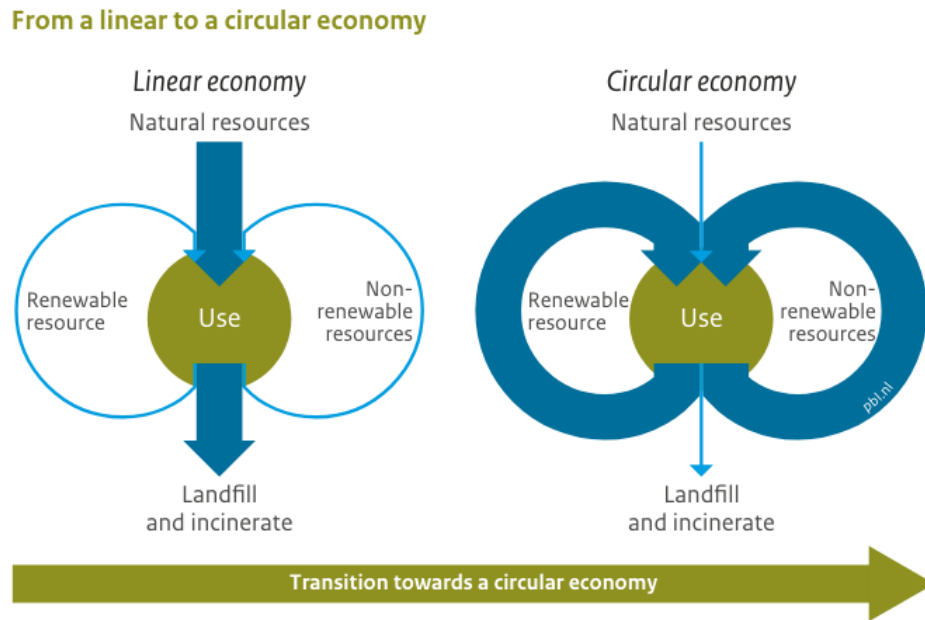 From a linear to a circular economy
Linear economy
Natural resources
Renewable
resource
Use
Non-
renewable
resources
Landfill
and incinerate
Circular economy
Natural resources
Renewable
resource
Use
Non-
renewable
resources
pbl.nl
Landfill
and incinerate
Transition towards a circular economy